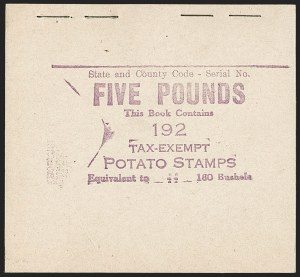 State and County Code - Serial No.
FIVE POUNDS
This Book Contains
192
TAX-EXEMPT
POTATO STAMPS
Equivalent to 160 Bushels